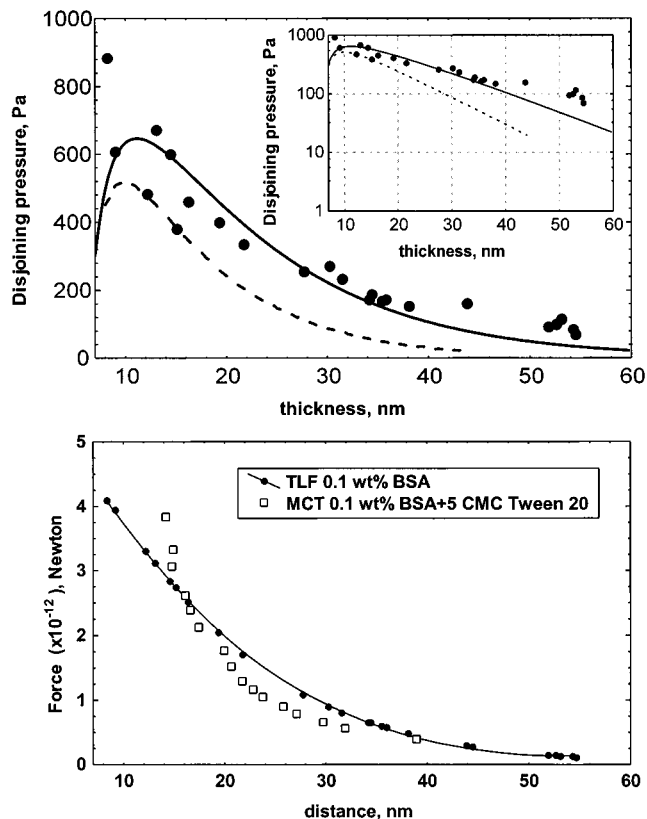 1000
800
600
400
200
0
Disjoining pressure, Pa
10 20 30 40 50 60
thickness, nm
1000
100
10
1
Disjoining pressure, Pa
10 20 30 40 50 60
thickness, nm
5
4
3
2
1
0
Force (x10⁻¹²), Newton
TLF 0.1 wt% BSA
MCT 0.1 wt% BSA+5 CMC Tween 20
10 20 30 40 50 60
distance, nm